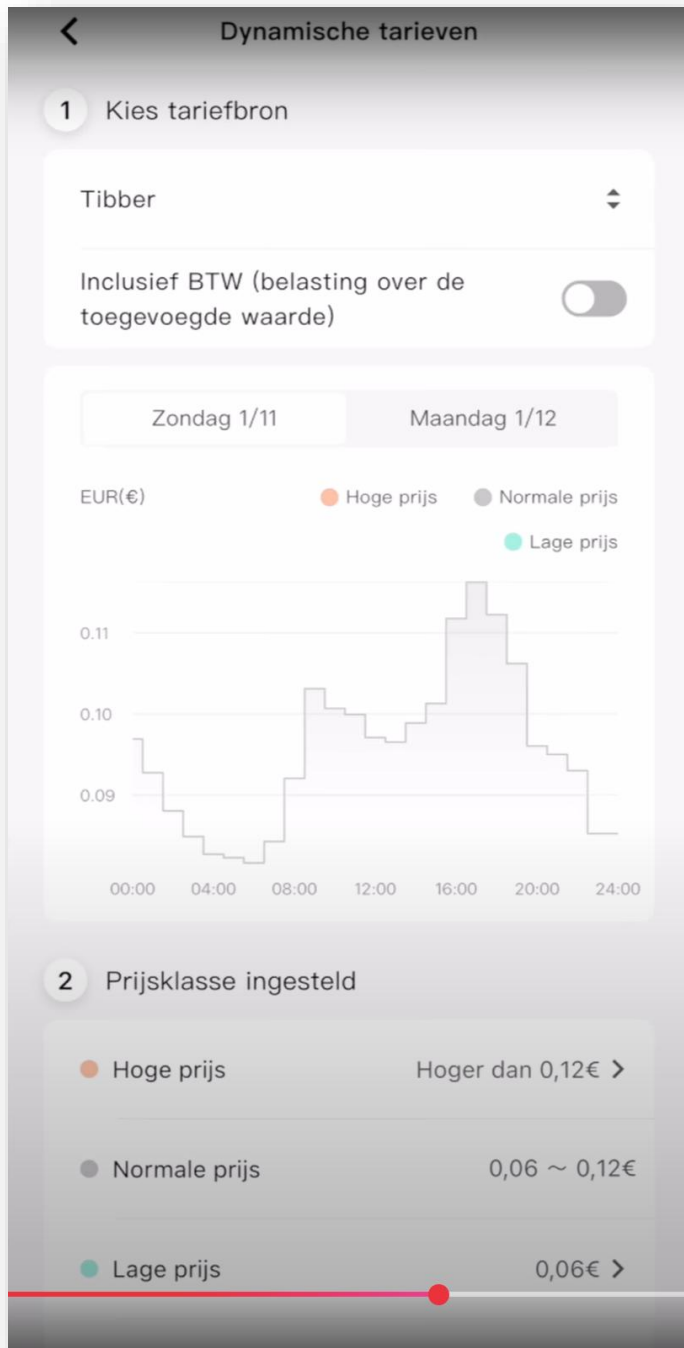 Dynamische tarieven
1 Kies tariefbron
Tibber
Inclusief BTW (belasting over de
toegevoegde waarde)
Zondag 1/11 Maandag 1/12
EUR(€) Hoge prijs Normale prijs
Lage prijs
0.11
0.10
0.09
00:00 04:00 08:00 12:00 16:00 20:00 24:00
2 Prijsklasse ingesteld
Hoge prijs Hoger dan 0,12€
Normale prijs 0,06 ~ 0,12€
Lage prijs 0,06€